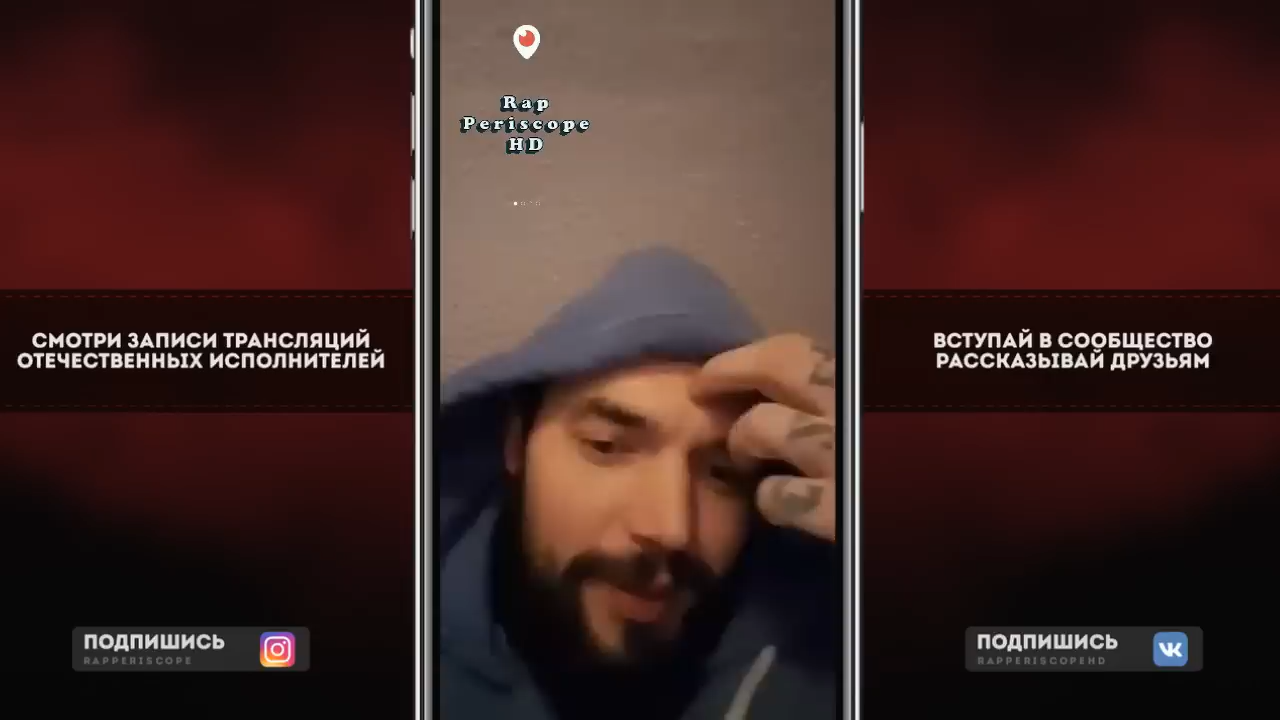 Rap
Periscope
HD
СМОТРИ ЗАПИСИ ТРАНСЛЯЦИЙ
ОТЕЧЕСТВЕННЫХ ИСПОЛНИТЕЛЕЙ
ВСТУПАЙ В СООБЩЕСТВО
РАССКАЗЫВАЙ ДРУЗЬЯМ
ПОДПИШИСЬ
RAPPERISCOPE
ПОДПИШИСЬ
RAPPERISCOPEHD